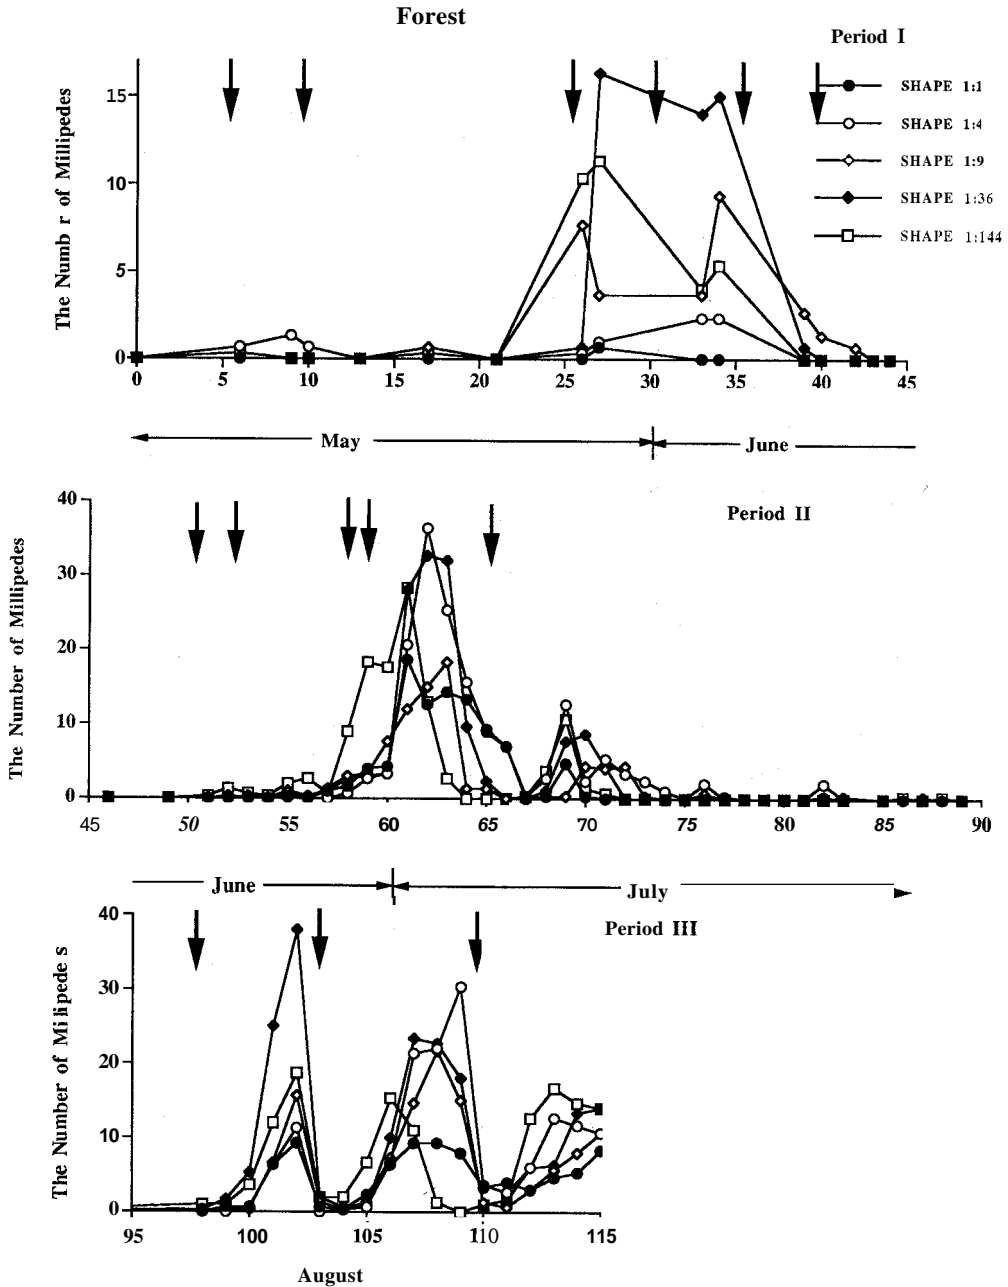 Forest
Period I
SHAPE 1:1
SHAPE 1:4
SHAPE 1:9
SHAPE 1:36
SHAPE 1:144
The Numb r of Millipedes
15
10
5
0
0 5 10 15 20 25 30 35 40 45
May June
Period II
The Number of Millipedes
40
30
20
10
0
45 50 55 60 65 70 75 80 85 90
June July
Period III
The Number of Millipede s
40
30
20
10
0
95 100 105 110 115
August